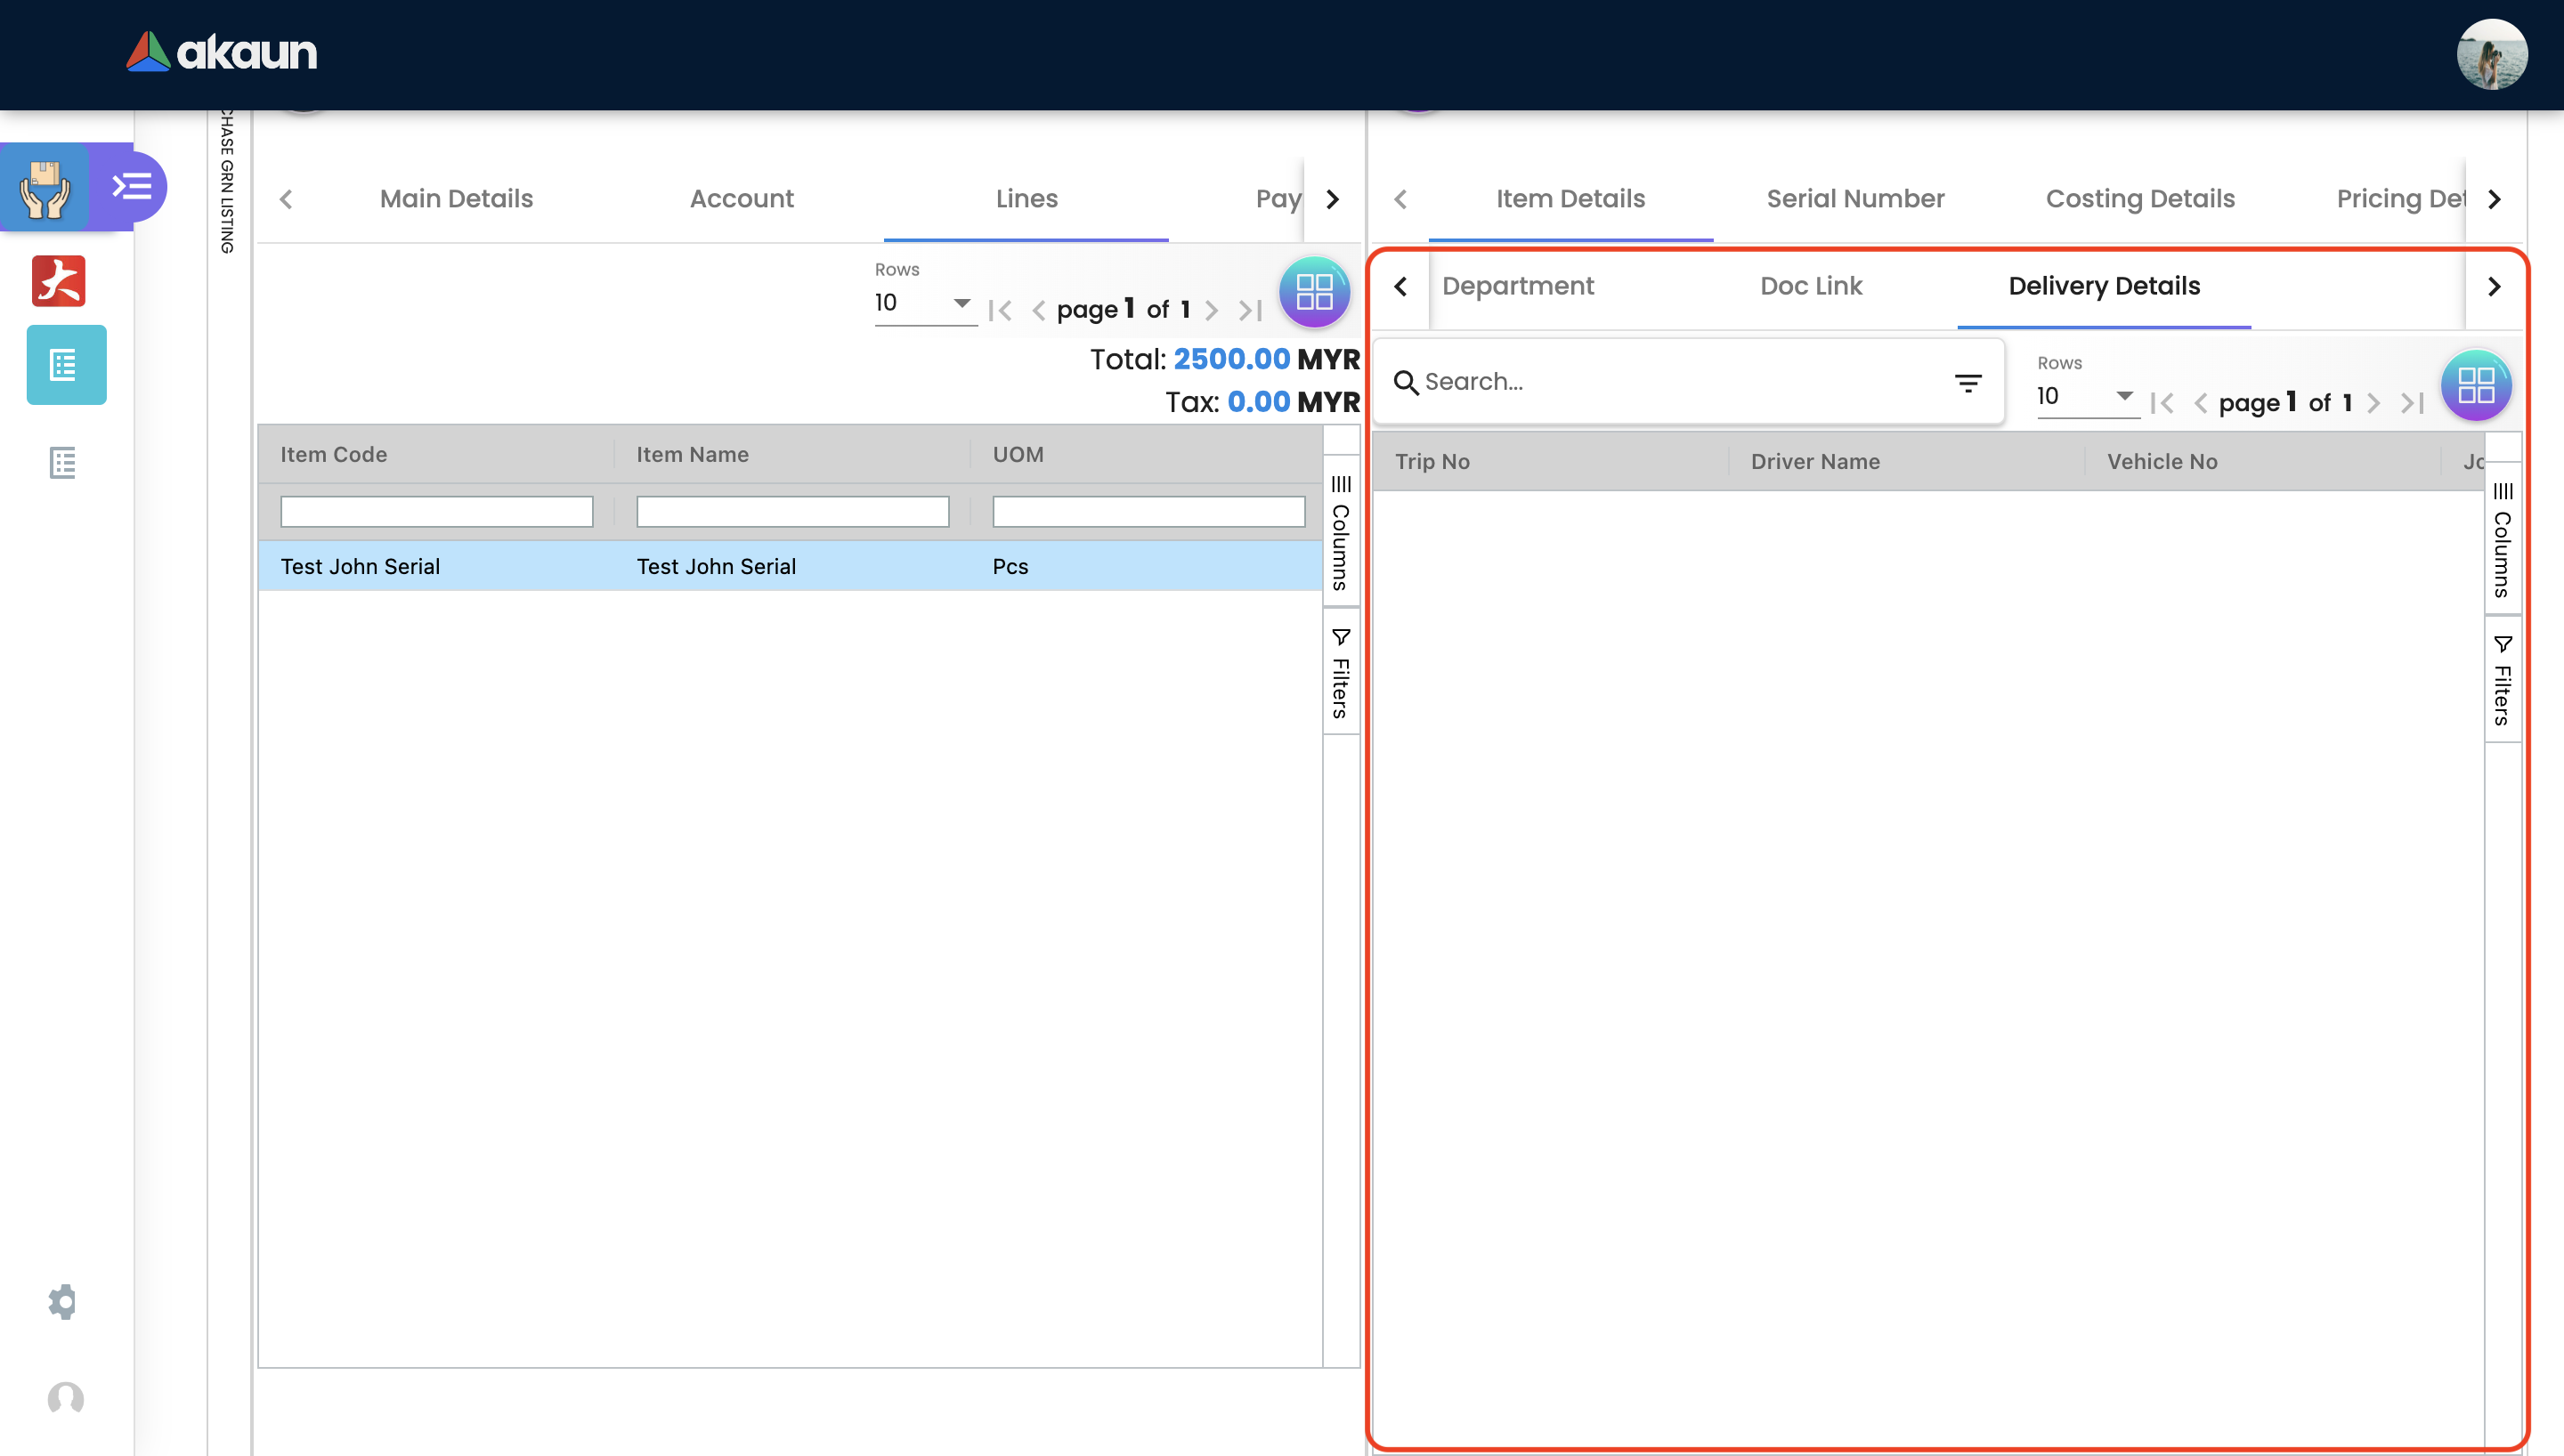 akaun
CHASE GRN LISTING
Main Details
Account
Lines
Pay
Rows
10
page 1 of 1
Total: 2500.00 MYR
Tax: 0.00 MYR
Item Code
Item Name
UOM
Test John Serial
Test John Serial
Pcs
Columns
Filters
Item Details
Serial Number
Costing Details
Pricing Det
Department
Doc Link
Delivery Details
Search...
Rows
10
page 1 of 1
Trip No
Driver Name
Vehicle No
Jo
Columns
Filters